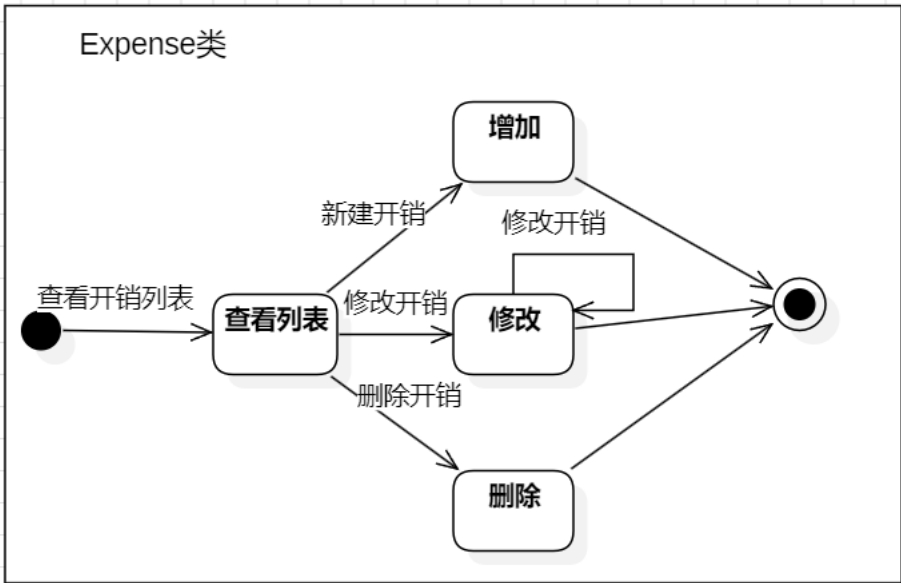 Expense类
增加
新建开销
修改开销
查看开销列表
查看列表
修改开销
修改
删除开销
删除